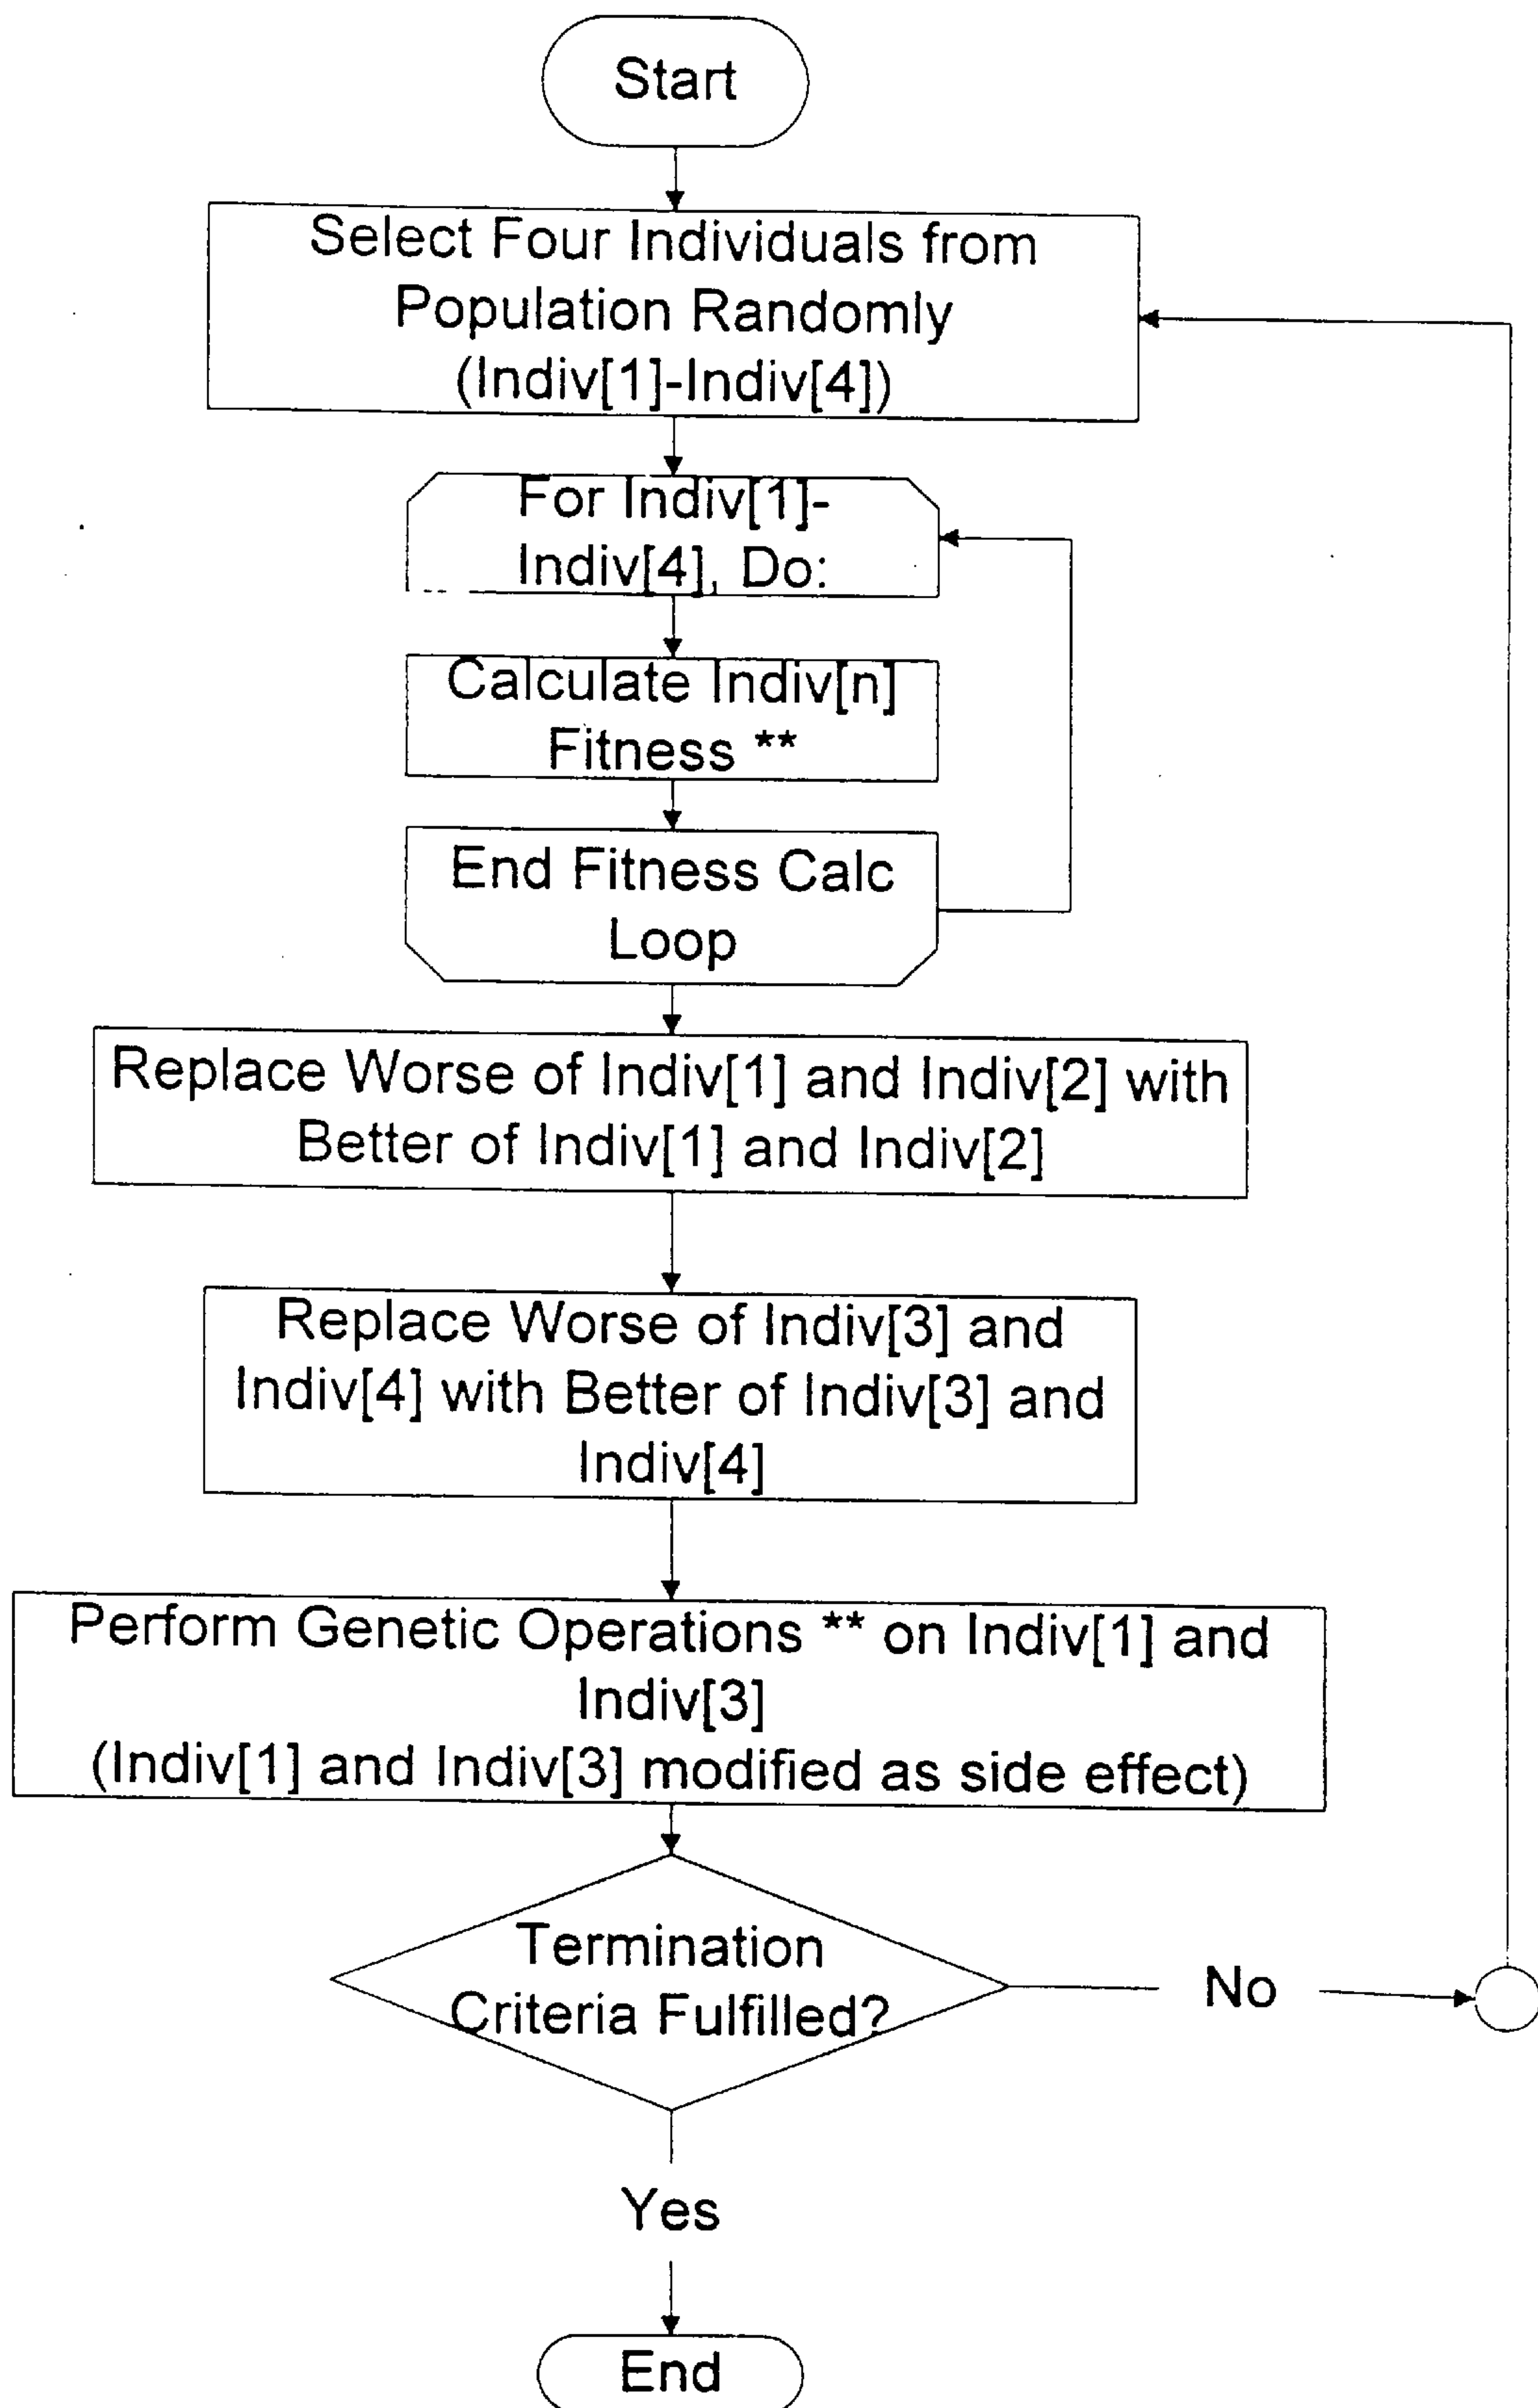 Start
Select Four Individuals from
Population Randomly
(Indiv[1]-Indiv[4])
For Indiv[1]-
Indiv[4], Do:
Calculate Indiv[n]
Fitness **
End Fitness Calc
Loop
Replace Worse of Indiv[1] and Indiv[2] with
Better of Indiv[1] and Indiv[2]
Replace Worse of Indiv[3] and
Indiv[4] with Better of Indiv[3] and
Indiv[4]
Perform Genetic Operations ** on Indiv[1] and
Indiv[3]
(Indiv[1] and Indiv[3] modified as side effect)
Termination
Criteria Fulfilled?
No
Yes
End